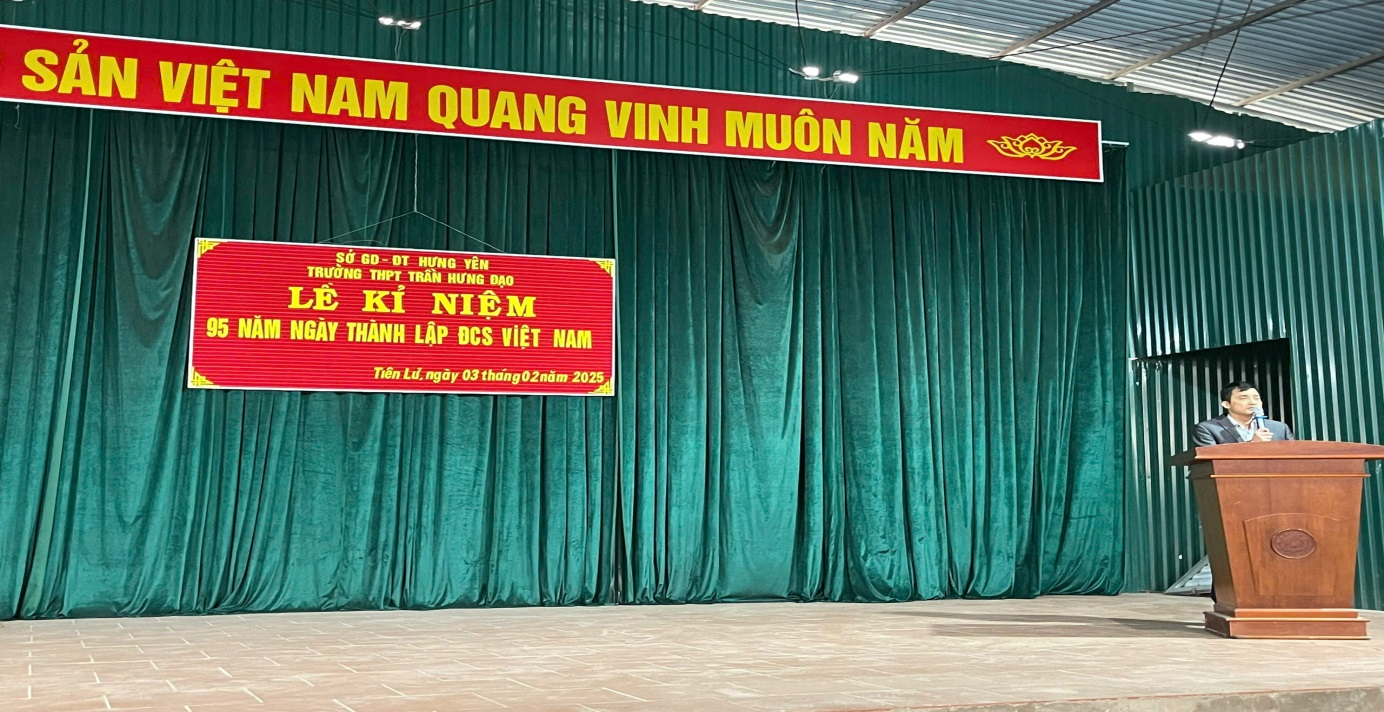 SẢN VIỆT NAM QUANG VINH MUÔN NĂM
SỞ GD - ĐT HƯNG YÊN
TRƯỜNG THPT TRẦN HƯNG ĐẠO
LỄ KỈ NIỆM
95 NĂM NGÀY THÀNH LẬP ĐCS VIỆT NAM
Tiên Lữ, ngày 03 tháng 02 năm 2025